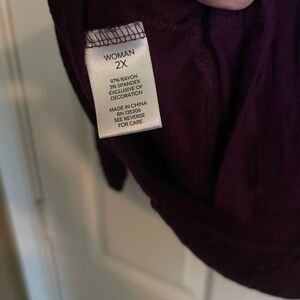 WOMAN
2X
97% RAYON
3% SPANDEX
EXCLUSIVE OF
DECORATION
MADE IN CHINA
RN 135306
SEE REVERSE
FOR CARE